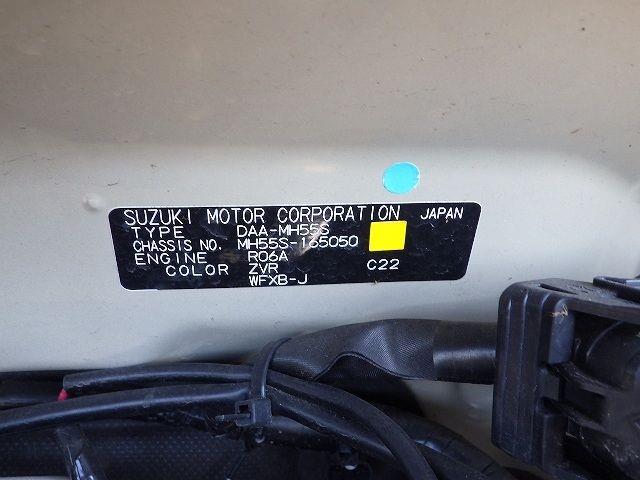 SUZUKI MOTOR CORPORATION JAPAN
TYPE DAA-MH55S
CHASSIS NO. MH55S-165050
ENGINE R06A
COLOR ZVR C22
WFXB-J